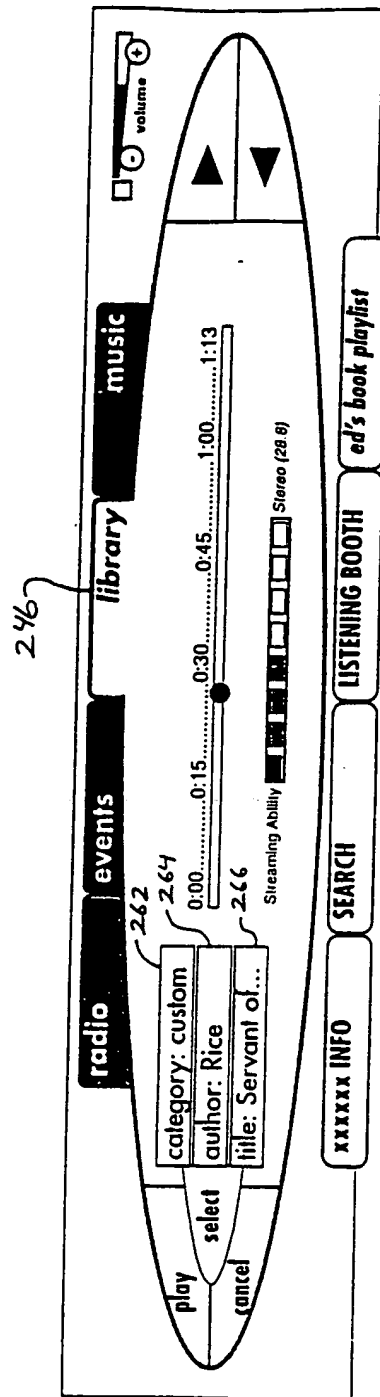 246
radio
events
library
music
volume
262
264
266
category: custom
author: Rice
title: Servant of...
0:00........0:15........0:30........0:45........1:00........1:13
Streaming Ability
Stereo (28.8)
play
select
cancel
xxxxxx INFO
SEARCH
LISTENING BOOTH
ed's book playlist